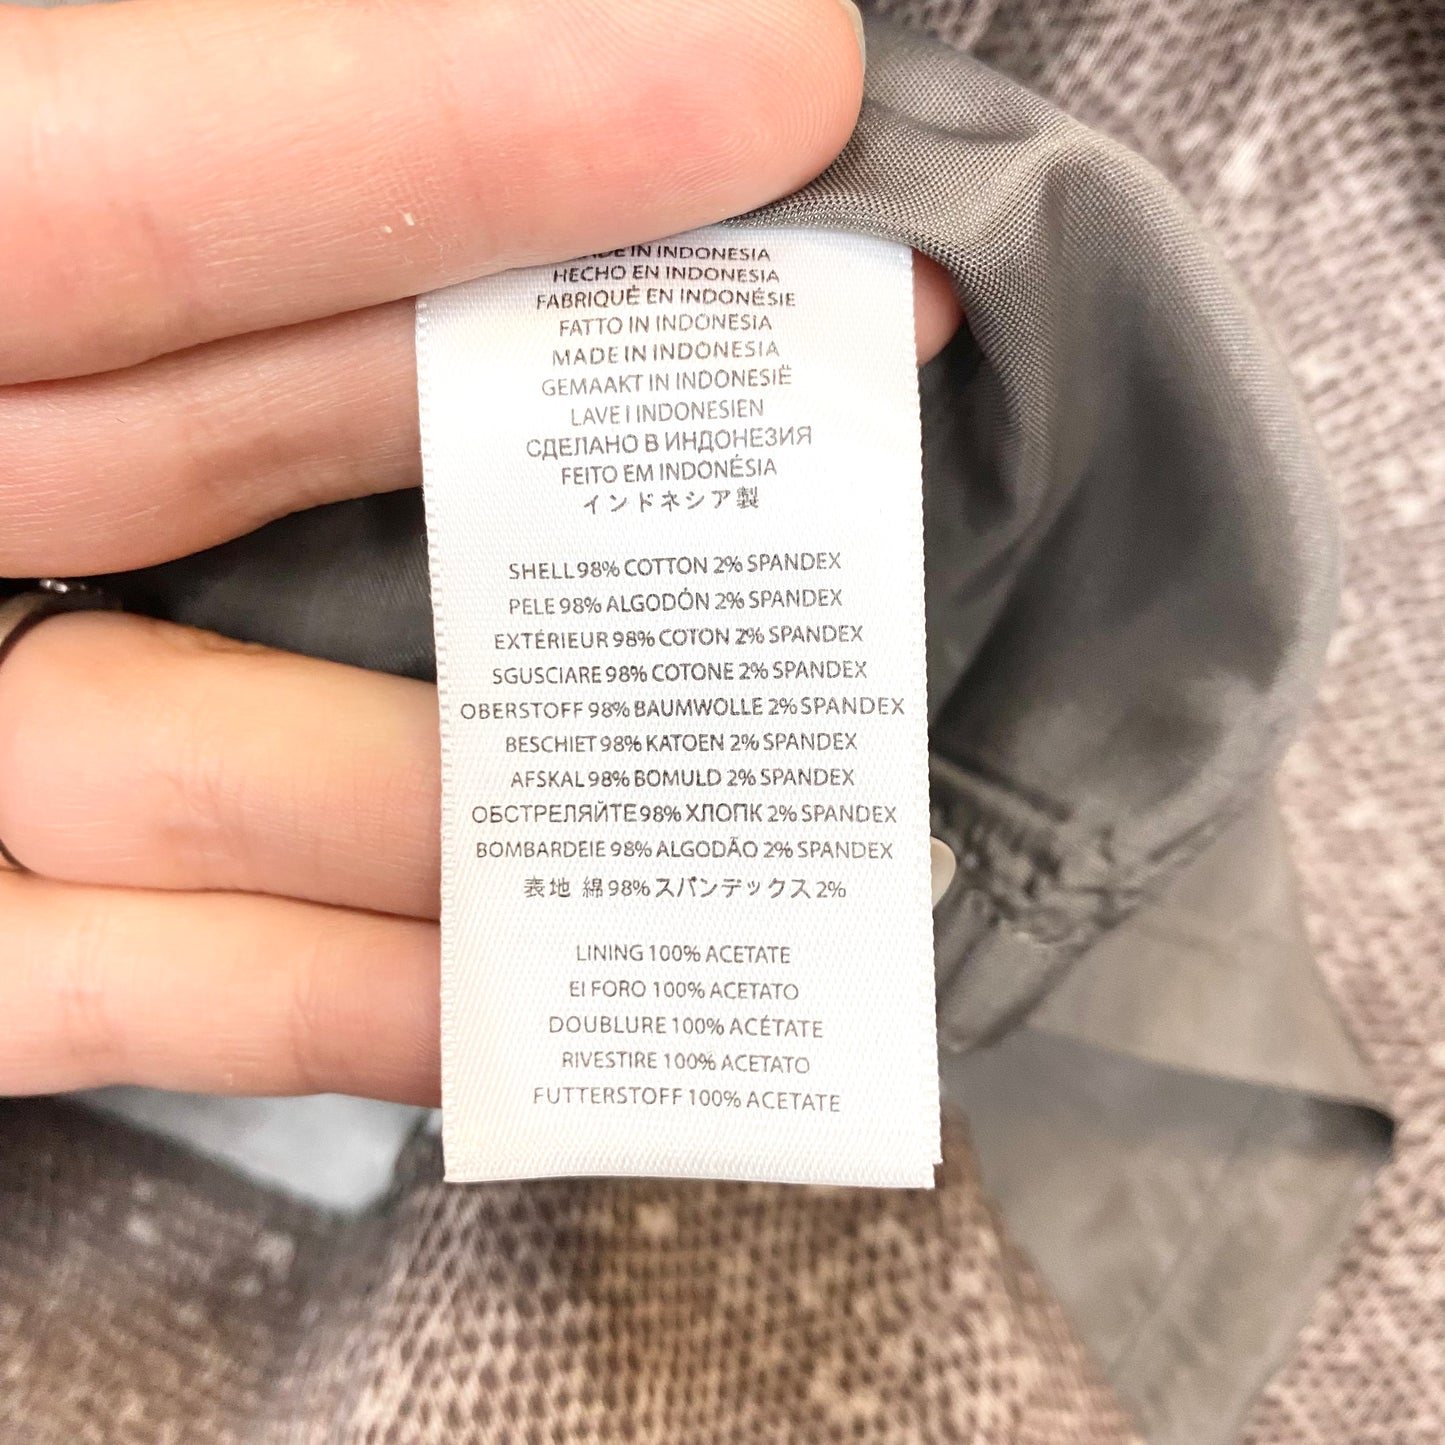 MADE IN INDONESIA
HECHO EN INDONESIA
FABRIQUÉ EN INDONÉSIE
FATTO IN INDONESIA
MADE IN INDONESIA
GEMAAKT IN INDONESIË
LAVE I INDONESIEN
СДЕЛАНО В ИНДОНЕЗИЯ
FEITO EM INDONÉSIA
インドネシア製
SHELL 98% COTTON 2% SPANDEX
PELE 98% ALGODÓN 2% SPANDEX
EXTÉRIEUR 98% COTON 2% SPANDEX
SGUSCIARE 98% COTONE 2% SPANDEX
OBERSTOFF 98% BAUMWOLLE 2% SPANDEX
BESCHIET 98% KATOEN 2% SPANDEX
AFSKAL 98% BOMULD 2% SPANDEX
ОБСТРЕЛЯЙТЕ 98% ХЛОПК 2% SPANDEX
BOMBARDEIE 98% ALGODÃO 2% SPANDEX
表地 綿 98% スパンデックス 2%
LINING 100% ACETATE
EI FORO 100% ACETATO
DOUBLURE 100% ACÉTATE
RIVESTIRE 100% ACETATO
FUTTERSTOFF 100% ACETATE